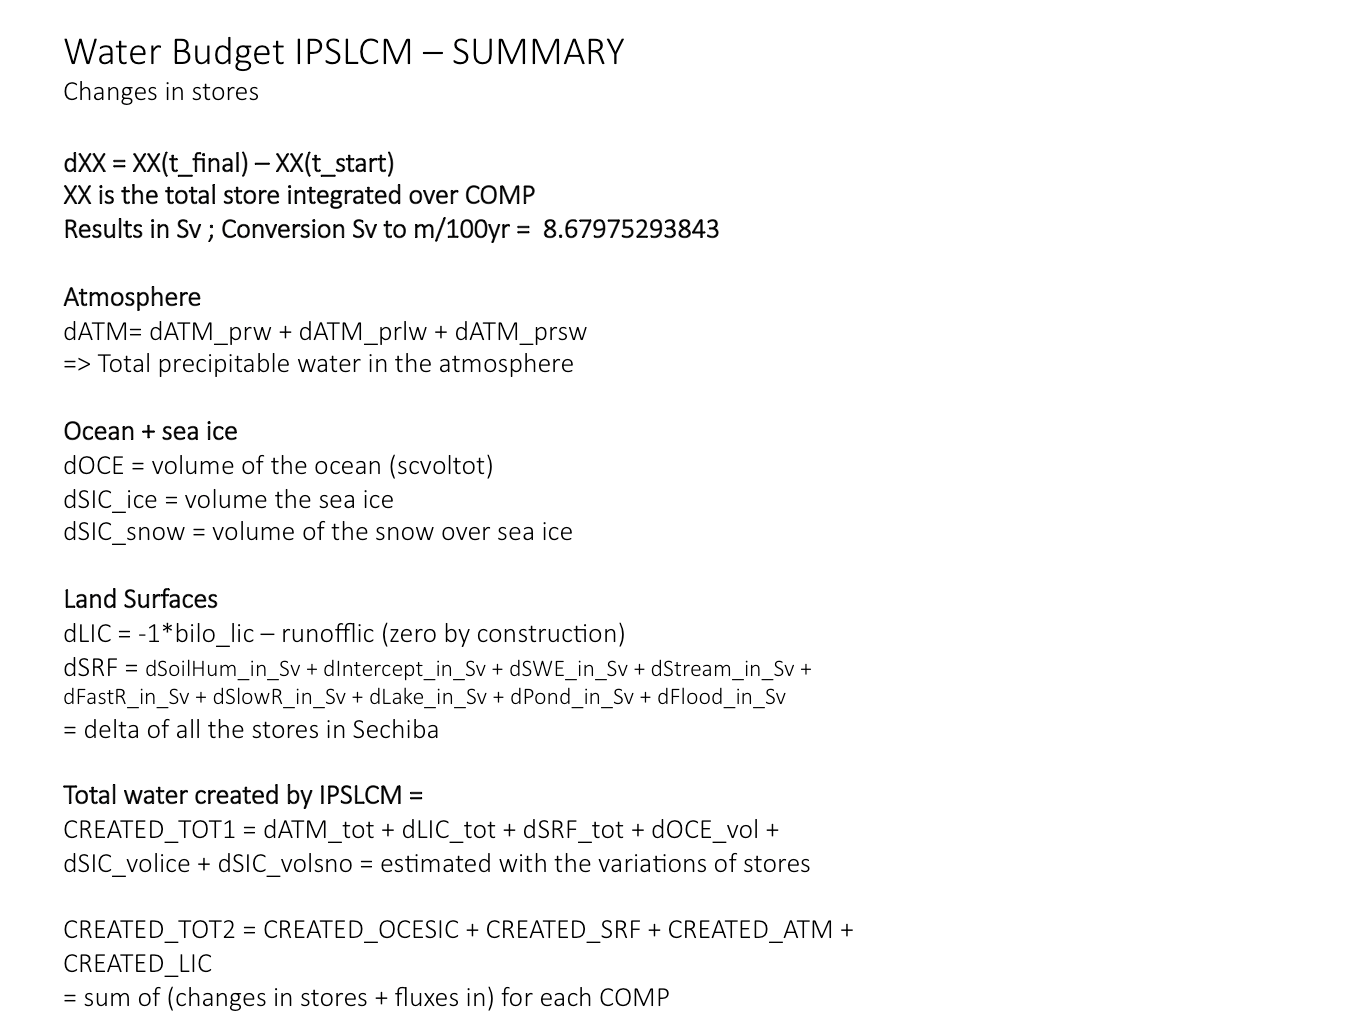 Water Budget IPSLCM – SUMMARY
Changes in stores
dXX = XX(t_final) – XX(t_start)
XX is the total store integrated over COMP
Results in Sv ; Conversion Sv to m/100yr =  8.67975293843
Atmosphere
dATM= dATM_prw + dATM_prlw + dATM_prsw
=> Total precipitable water in the atmosphere
Ocean + sea ice
dOCE = volume of the ocean (scvoltot)
dSIC_ice = volume the sea ice
dSIC_snow = volume of the snow over sea ice
Land Surfaces
dLIC = -1*bilo_lic – runofflic (zero by construction)
dSRF = dSoilHum_in_Sv + dIntercept_in_Sv + dSWE_in_Sv + dStream_in_Sv +
dFastR_in_Sv + dSlowR_in_Sv + dLake_in_Sv + dPond_in_Sv + dFlood_in_Sv
= delta of all the stores in Sechiba
Total water created by IPSLCM =
CREATED_TOT1 = dATM_tot + dLIC_tot + dSRF_tot + dOCE_vol +
dSIC_volice + dSIC_volsno = estimated with the variations of stores
CREATED_TOT2 = CREATED_OCESIC + CREATED_SRF + CREATED_ATM +
CREATED_LIC
= sum of (changes in stores + fluxes in) for each COMP